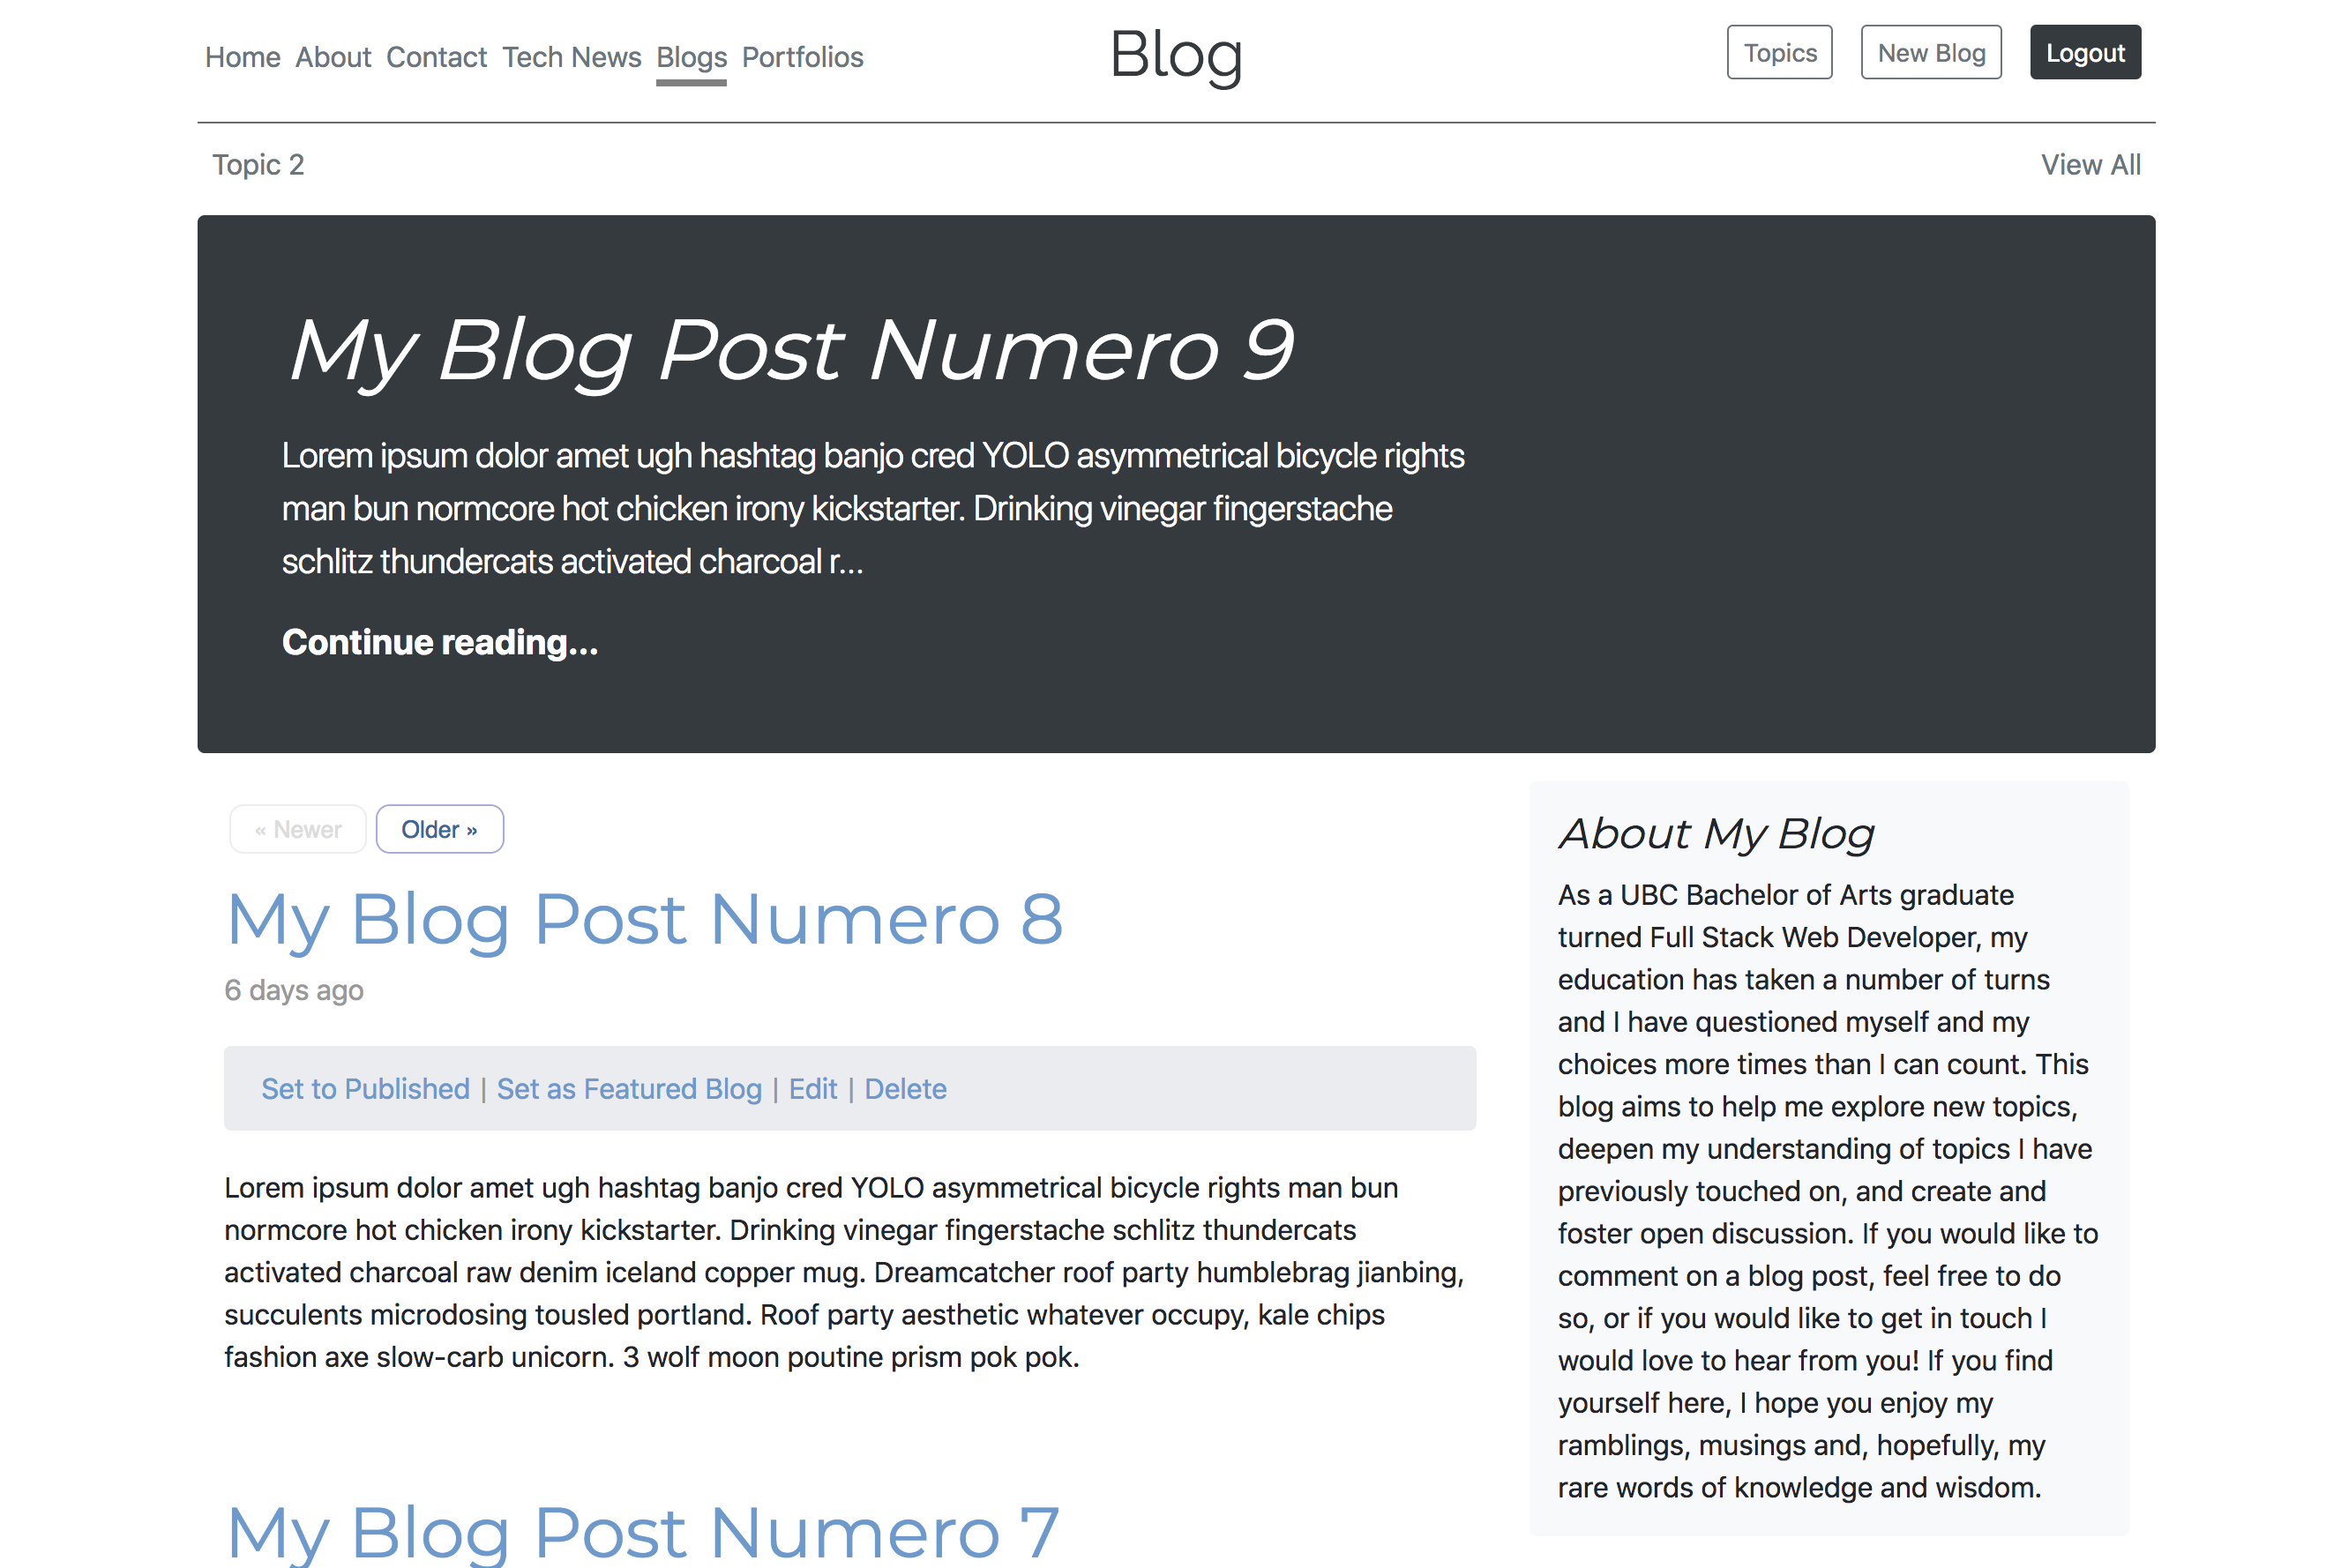 Home About Contact Tech News Blogs Portfolios
Blog
Topics New Blog Logout
Topic 2 View All
My Blog Post Numero 9
Lorem ipsum dolor amet ugh hashtag banjo cred YOLO asymmetrical bicycle rights
man bun normcore hot chicken irony kickstarter. Drinking vinegar fingerstache
schlitz thundercats activated charcoal r...
Continue reading...
« Newer Older »
My Blog Post Numero 8
6 days ago
Set to Published | Set as Featured Blog | Edit | Delete
Lorem ipsum dolor amet ugh hashtag banjo cred YOLO asymmetrical bicycle rights man bun
normcore hot chicken irony kickstarter. Drinking vinegar fingerstache schlitz thundercats
activated charcoal raw denim iceland copper mug. Dreamcatcher roof party humblebrag jianbing,
succulents microdosing tousled portland. Roof party aesthetic whatever occupy, kale chips
fashion axe slow-carb unicorn. 3 wolf moon poutine prism pok pok.
My Blog Post Numero 7
About My Blog
As a UBC Bachelor of Arts graduate
turned Full Stack Web Developer, my
education has taken a number of turns
and I have questioned myself and my
choices more times than I can count. This
blog aims to help me explore new topics,
deepen my understanding of topics I have
previously touched on, and create and
foster open discussion. If you would like to
comment on a blog post, feel free to do
so, or if you would like to get in touch I
would love to hear from you! If you find
yourself here, I hope you enjoy my
ramblings, musings and, hopefully, my
rare words of knowledge and wisdom.